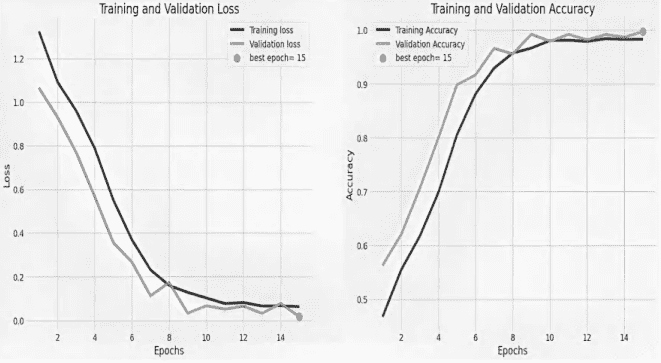 Training and Validation Loss
Training loss
Validation loss
best epoch= 15
1.2
1.0
0.8
0.6
0.4
0.2
0.0
Loss
2 4 6 8 10 12 14
Epochs
Training and Validation Accuracy
Training Accuracy
Validation Accuracy
best epoch= 15
1.0
0.9
0.8
0.7
0.6
0.5
Accuracy
2 4 6 8 10 12 14
Epochs